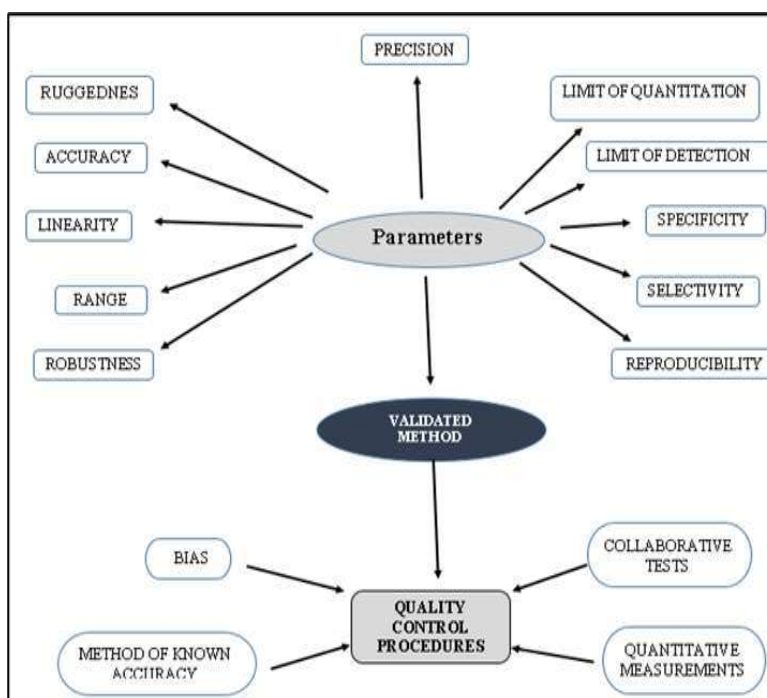 PRECISION
RUGGEDNES
LIMIT OF QUANTITATION
ACCURACY
LIMIT OF DETECTION
LINEARITY
SPECIFICITY
Parameters
RANGE
SELECTIVITY
ROBUSTNESS
REPRODUCIBILITY
VALIDATED
METHOD
BIAS
COLLABORATIVE
TESTS
QUALITY
CONTROL
PROCEDURES
METHOD OF KNOWN
ACCURACY
QUANTITATIVE
MEASUREMENTS